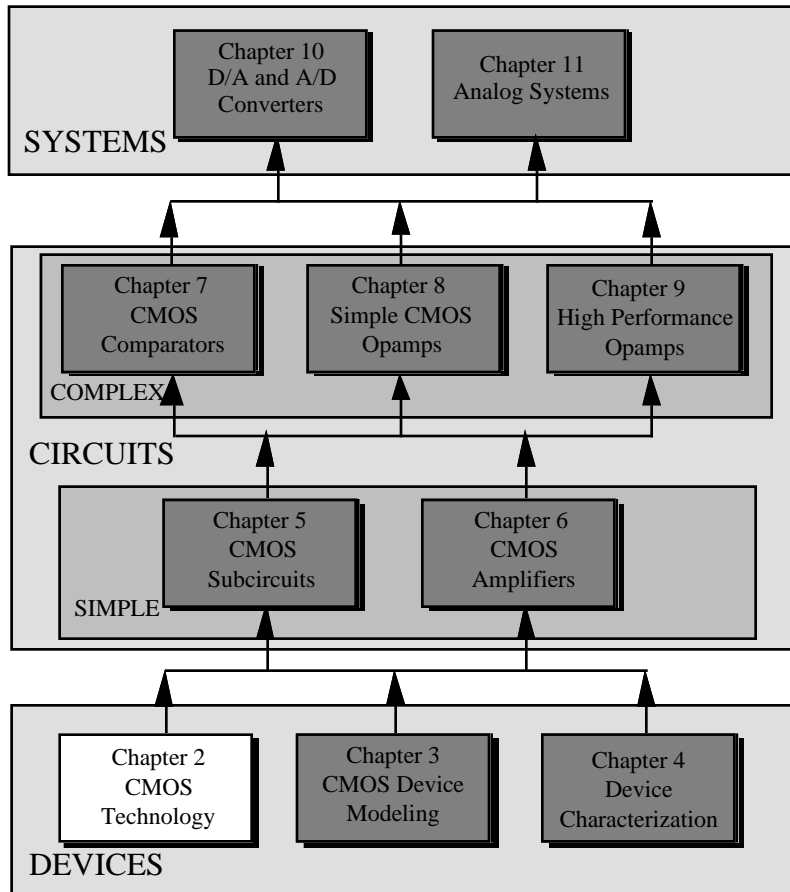 Chapter 10
D/A and A/D
Converters
Chapter 11
Analog Systems
SYSTEMS
Chapter 7
CMOS
Comparators
Chapter 8
Simple CMOS
Opamps
Chapter 9
High Performance
Opamps
COMPLEX
CIRCUITS
Chapter 5
CMOS
Subcircuits
Chapter 6
CMOS
Amplifiers
SIMPLE
Chapter 2
CMOS
Technology
Chapter 3
CMOS Device
Modeling
Chapter 4
Device
Characterization
DEVICES